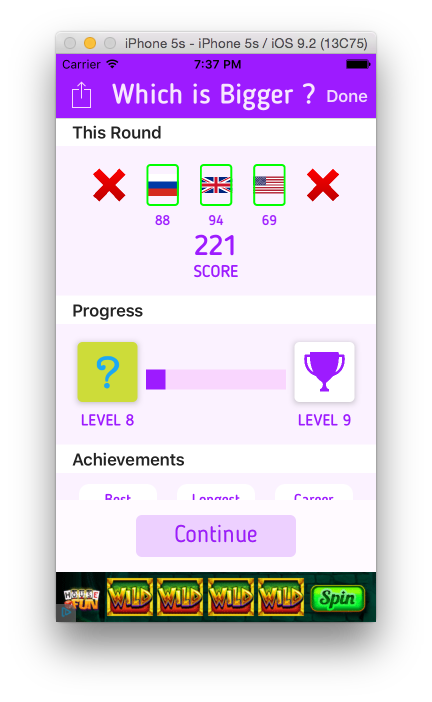 iPhone 5s - iPhone 5s / iOS 9.2 (13C75)
Carrier 7:37 PM
Which is Bigger ? Done
This Round
88 94 69
221
SCORE
Progress
?
LEVEL 8 LEVEL 9
Achievements
Best Longest Career
Continue
HOUSE OF FUN WILD WILD WILD WILD Spin